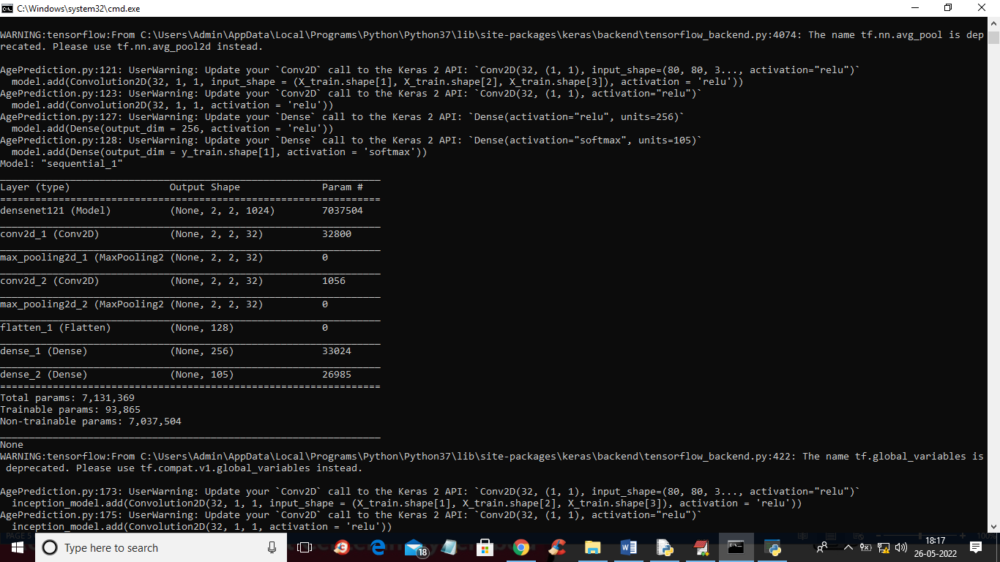 C:\Windows\system32\cmd.exe
WARNING:tensorflow:From C:\Users\Admin\AppData\Local\Programs\Python\Python37\lib\site-packages\keras\backend\tensorflow_backend.py:4074: The name tf.nn.avg_pool is dep
recated. Please use tf.nn.avg_pool2d instead.
AgePrediction.py:121: UserWarning: Update your `Conv2D` call to the Keras 2 API: `Conv2D(32, (1, 1), input_shape=(80, 80, 3..., activation="relu")`
model.add(Convolution2D(32, 1, 1, input_shape = (X_train.shape[1], X_train.shape[2], X_train.shape[3]), activation = 'relu'))
AgePrediction.py:123: UserWarning: Update your `Conv2D` call to the Keras 2 API: `Conv2D(32, (1, 1), activation="relu")`
model.add(Convolution2D(32, 1, 1, activation = 'relu'))
AgePrediction.py:127: UserWarning: Update your `Dense` call to the Keras 2 API: `Dense(activation="relu", units=256)`
model.add(Dense(output_dim = 256, activation = 'relu'))
AgePrediction.py:128: UserWarning: Update your `Dense` call to the Keras 2 API: `Dense(activation="softmax", units=105)`
model.add(Dense(output_dim = y_train.shape[1], activation = 'softmax'))
Model: "sequential_1"
Layer (type) Output Shape Param #
densenet121 (Model) (None, 2, 2, 1024) 7037504
conv2d_1 (Conv2D) (None, 2, 2, 32) 32800
max_pooling2d_1 (MaxPooling2 (None, 2, 2, 32) 0
conv2d_2 (Conv2D) (None, 2, 2, 32) 1056
max_pooling2d_2 (MaxPooling2 (None, 2, 2, 32) 0
flatten_1 (Flatten) (None, 128) 0
dense_1 (Dense) (None, 256) 33024
dense_2 (Dense) (None, 105) 26985
Total params: 7,131,369
Trainable params: 93,865
Non-trainable params: 7,037,504
None
WARNING:tensorflow:From C:\Users\Admin\AppData\Local\Programs\Python\Python37\lib\site-packages\keras\backend\tensorflow_backend.py:422: The name tf.global_variables is
deprecated. Please use tf.compat.v1.global_variables instead.
AgePrediction.py:173: UserWarning: Update your `Conv2D` call to the Keras 2 API: `Conv2D(32, (1, 1), input_shape=(80, 80, 3..., activation="relu")`
inception_model.add(Convolution2D(32, 1, 1, input_shape = (X_train.shape[1], X_train.shape[2], X_train.shape[3]), activation = 'relu'))
AgePrediction.py:175: UserWarning: Update your `Conv2D` call to the Keras 2 API: `Conv2D(32, (1, 1), activation="relu")`
inception_model.add(Convolution2D(32, 1, 1, activation = 'relu'))
Type here to search
18
18:17
26-05-2022